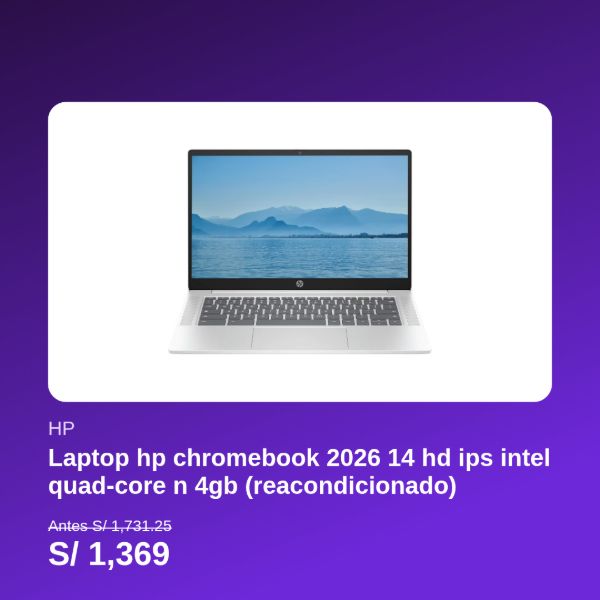 hp
HP
Laptop hp chromebook 2026 14 hd ips intel
quad-core n 4gb (reacondicionado)
Antes S/ 1,731.25
S/ 1,369